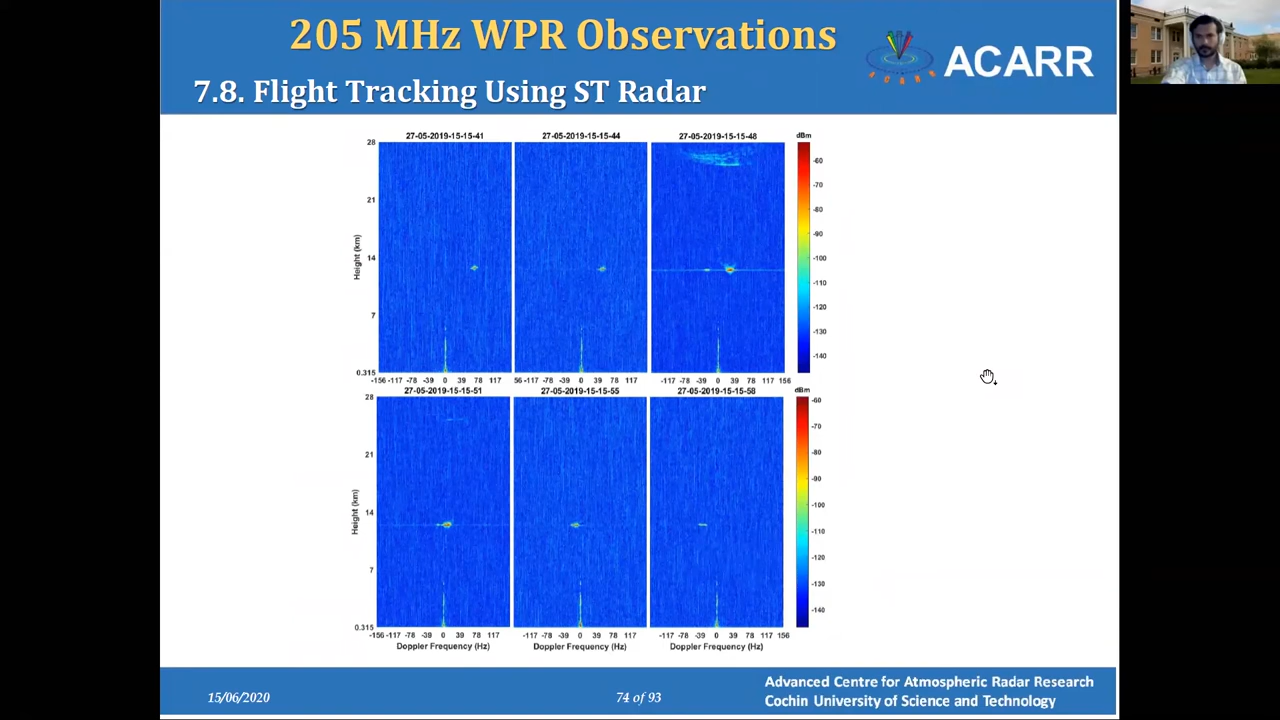 205 MHz WPR Observations
ACARR
ACARR
7.8. Flight Tracking Using ST Radar
27-05-2019-15-15-41
27-05-2019-15-15-44
27-05-2019-15-15-48
dBm
28
21
14
7
0.315
Height (km)
-156 -117 -78 -39 0 39 78 117
56 -117 -78 -39 0 39 78 117
-117 -78 -39 0 39 78 117 156
-60
-70
-80
-90
-100
-110
-120
-130
-140
27-05-2019-15-15-51
27-05-2019-15-15-55
27-05-2019-15-15-58
dBm
28
21
14
7
0.315
Height (km)
-156 -117 -78 -39 0 39 78 117
-117 -78 -39 0 39 78 117
-117 -78 -39 0 39 78 117 156
Doppler Frequency (Hz)
Doppler Frequency (Hz)
Doppler Frequency (Hz)
-60
-70
-80
-90
-100
-110
-120
-130
-140
15/06/2020
74 of 93
Advanced Centre for Atmospheric Radar Research
Cochin University of Science and Technology